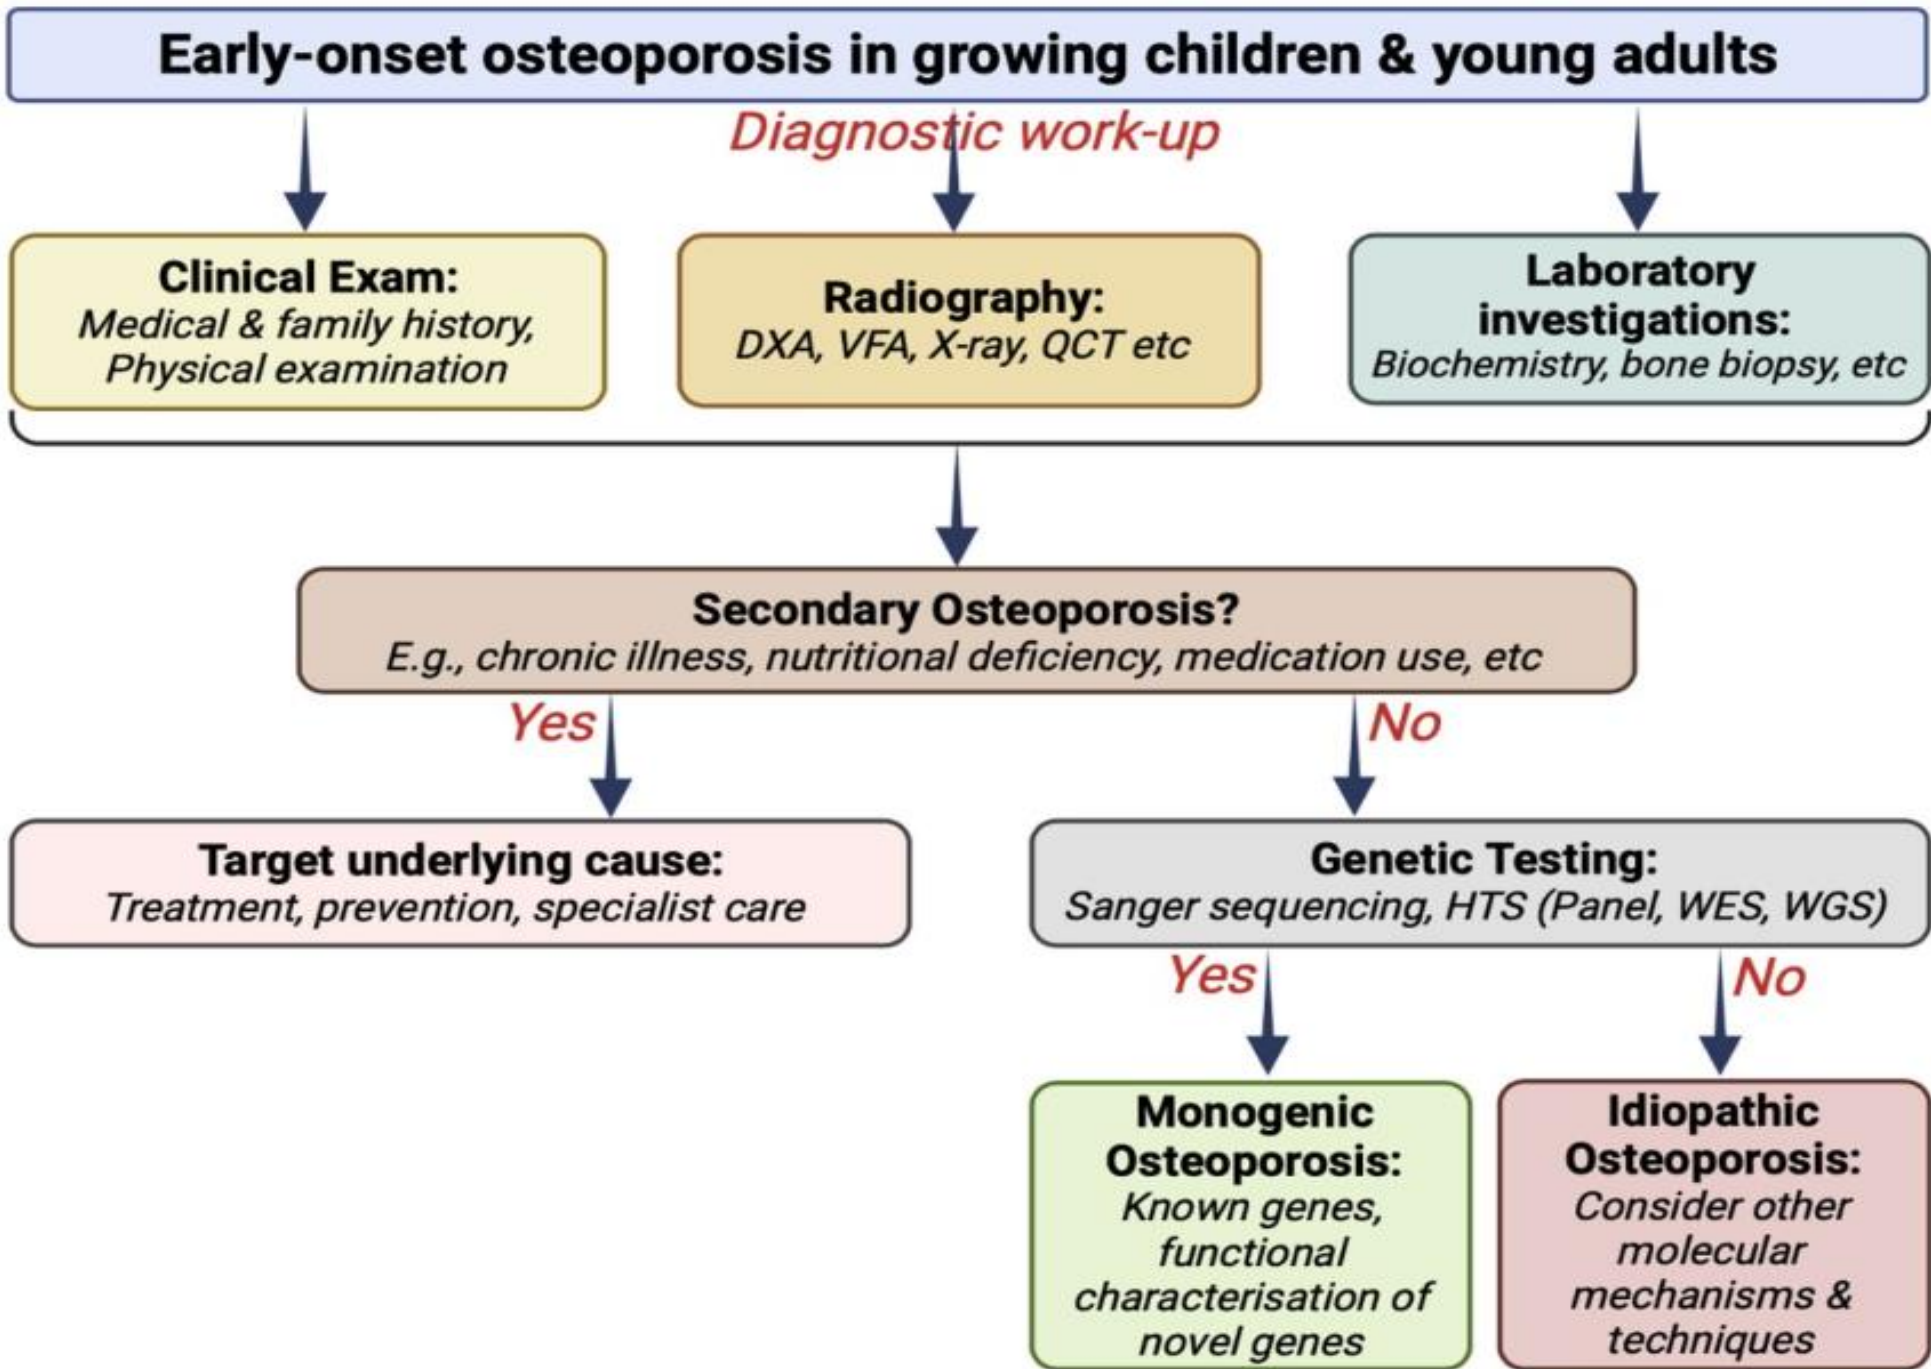 Early-onset osteoporosis in growing children & young adults
Diagnostic work-up
Clinical Exam:
Medical & family history,
Physical examination
Radiography:
DXA, VFA, X-ray, QCT etc
Laboratory
investigations:
Biochemistry, bone biopsy, etc
Secondary Osteoporosis?
E.g., chronic illness, nutritional deficiency, medication use, etc
Yes
No
Target underlying cause:
Treatment, prevention, specialist care
Genetic Testing:
Sanger sequencing, HTS (Panel, WES, WGS)
Yes
No
Monogenic
Osteoporosis:
Known genes,
functional
characterisation of
novel genes
Idiopathic
Osteoporosis:
Consider other
molecular
mechanisms &
techniques